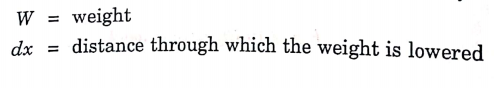 W = weight
dx = distance through which the weight is lowered